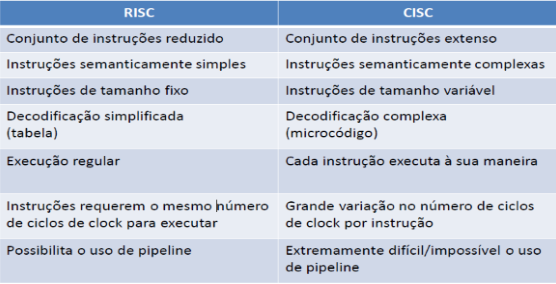 RISC
CISC
Conjunto de instruções reduzido
Conjunto de instruções extenso
Instruções semanticamente simples
Instruções semanticamente complexas
Instruções de tamanho fixo
Instruções de tamanho variável
Decodificação simplificada
(tabela)
Decodificação complexa
(microcódigo)
Execução regular
Cada instrução executa à sua maneira
Instruções requerem o mesmo número
de ciclos de clock para executar
Grande variação no número de ciclos
de clock por instrução
Possibilita o uso de pipeline
Extremamente difícil/impossível o uso
de pipeline